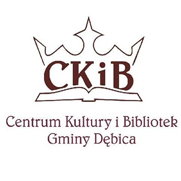 CKiB
Centrum Kultury i Bibliotek
Gminy Dębica